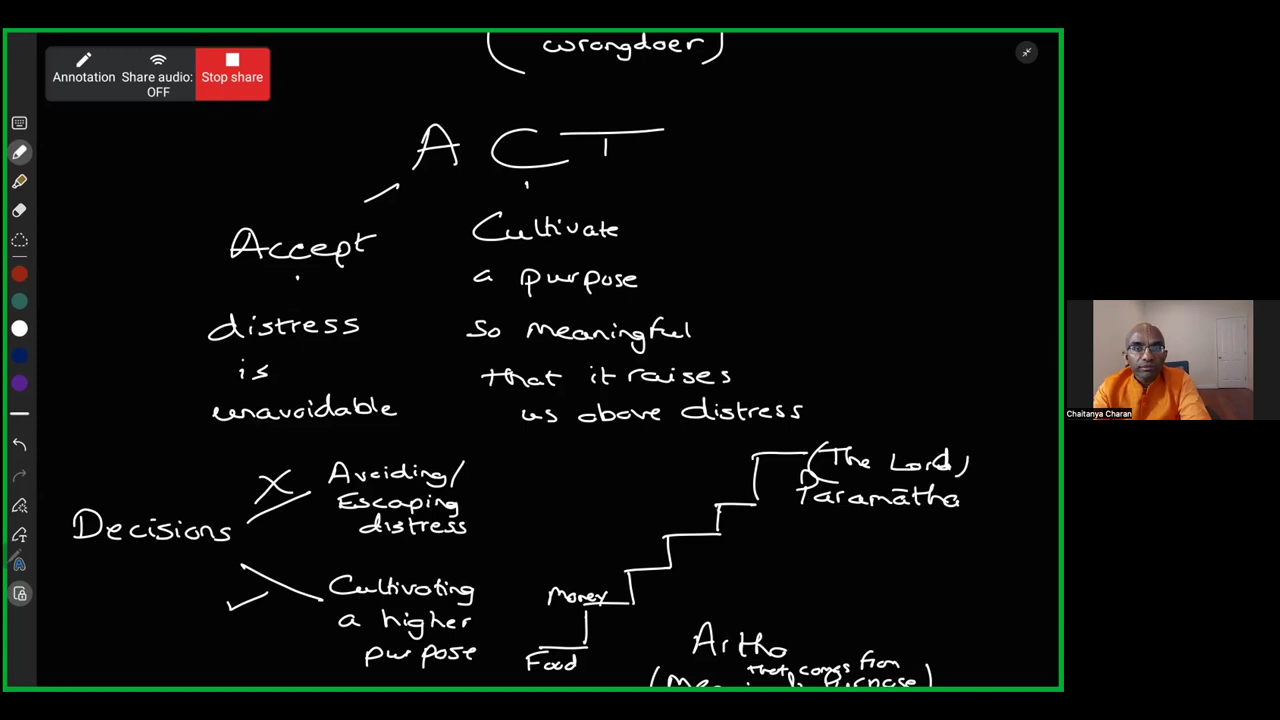 (wrongdoer)
Annotation
Share audio:
OFF
Stop share
A C T
Accept
distress
is
unavoidable
Cultivate
a purpose
so meaningful
that it raises
us above distress
Chaitanya Charan
Decisions
Avoiding/
Escaping
distress
Cultivating
a higher
purpose
(The Lord)
Paramātha
Money
Food
Artha
that comes from